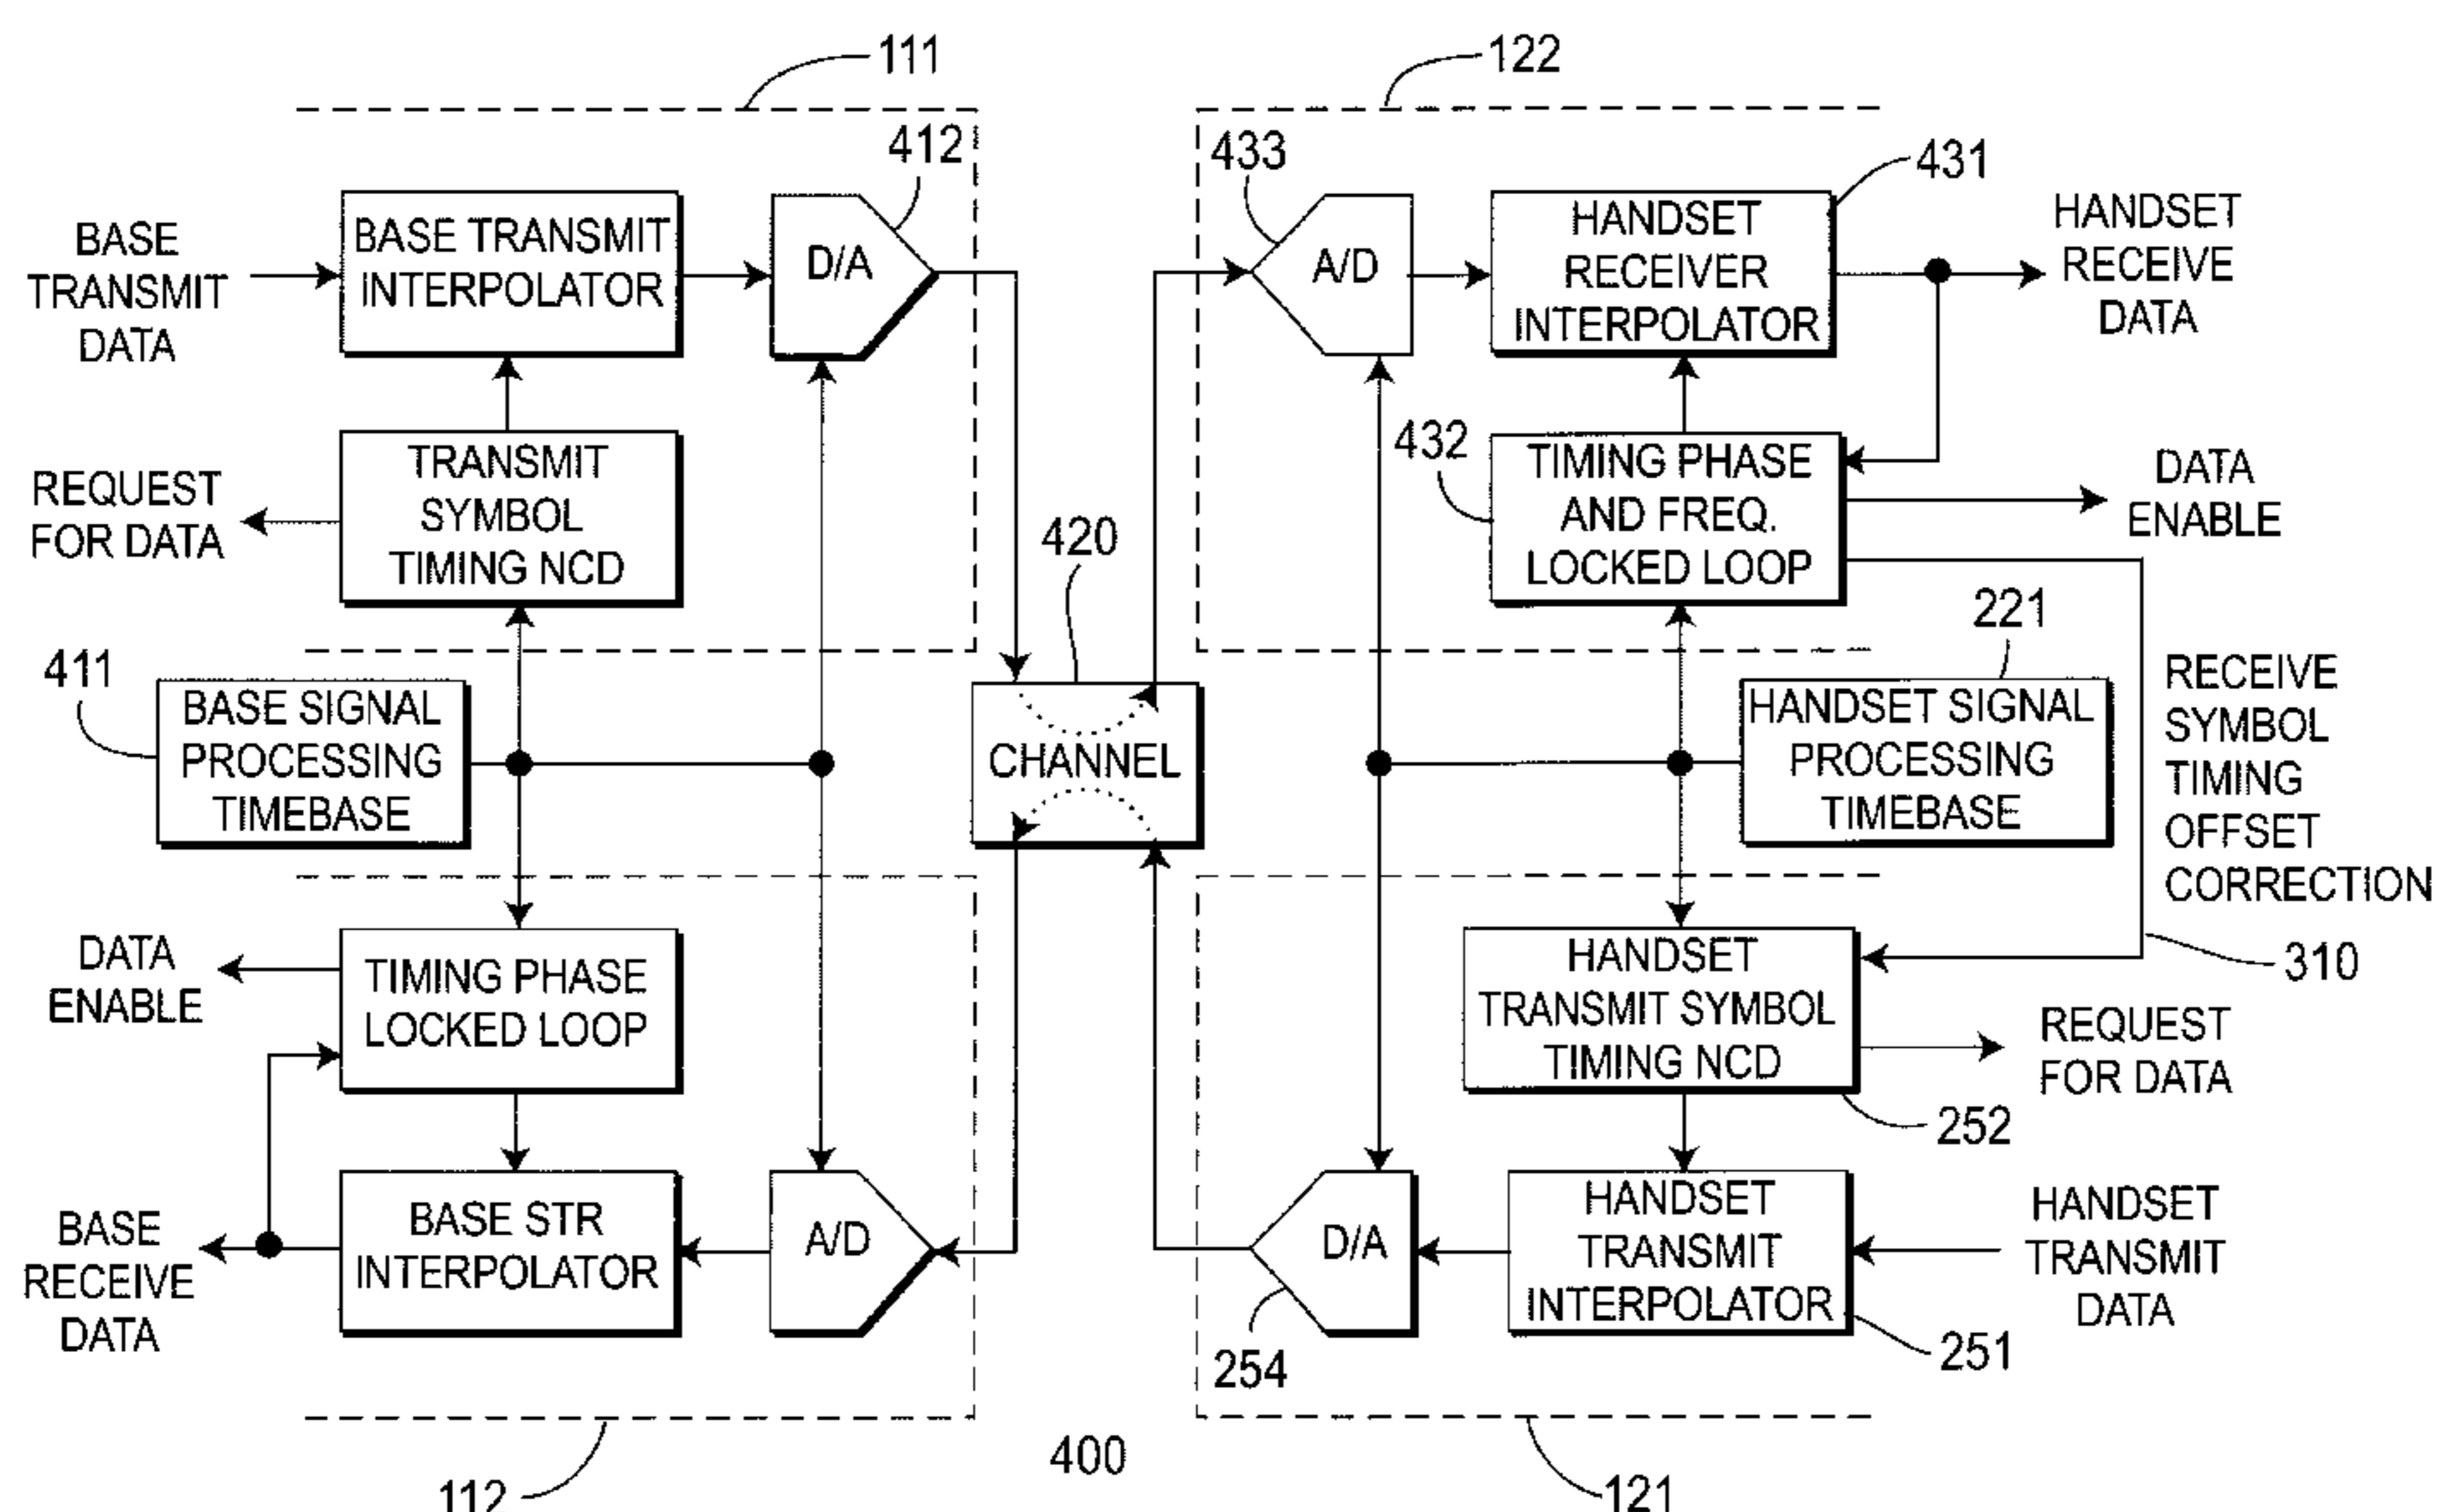 111
122
412
433
431
BASE
TRANSMIT
DATA
BASE TRANSMIT
INTERPOLATOR
D/A
A/D
HANDSET
RECEIVER
INTERPOLATOR
HANDSET
RECEIVE
DATA
REQUEST
FOR DATA
TRANSMIT
SYMBOL
TIMING NCD
420
432
TIMING PHASE
AND FREQ.
LOCKED LOOP
DATA
ENABLE
221
411
BASE SIGNAL
PROCESSING
TIMEBASE
CHANNEL
HANDSET SIGNAL
PROCESSING
TIMEBASE
RECEIVE
SYMBOL
TIMING
OFFSET
CORRECTION
310
DATA
ENABLE
TIMING PHASE
LOCKED LOOP
HANDSET
TRANSMIT SYMBOL
TIMING NCD
REQUEST
FOR DATA
252
BASE
RECEIVE
DATA
BASE STR
INTERPOLATOR
A/D
D/A
254
HANDSET
TRANSMIT
INTERPOLATOR
251
HANDSET
TRANSMIT
DATA
400
112
121